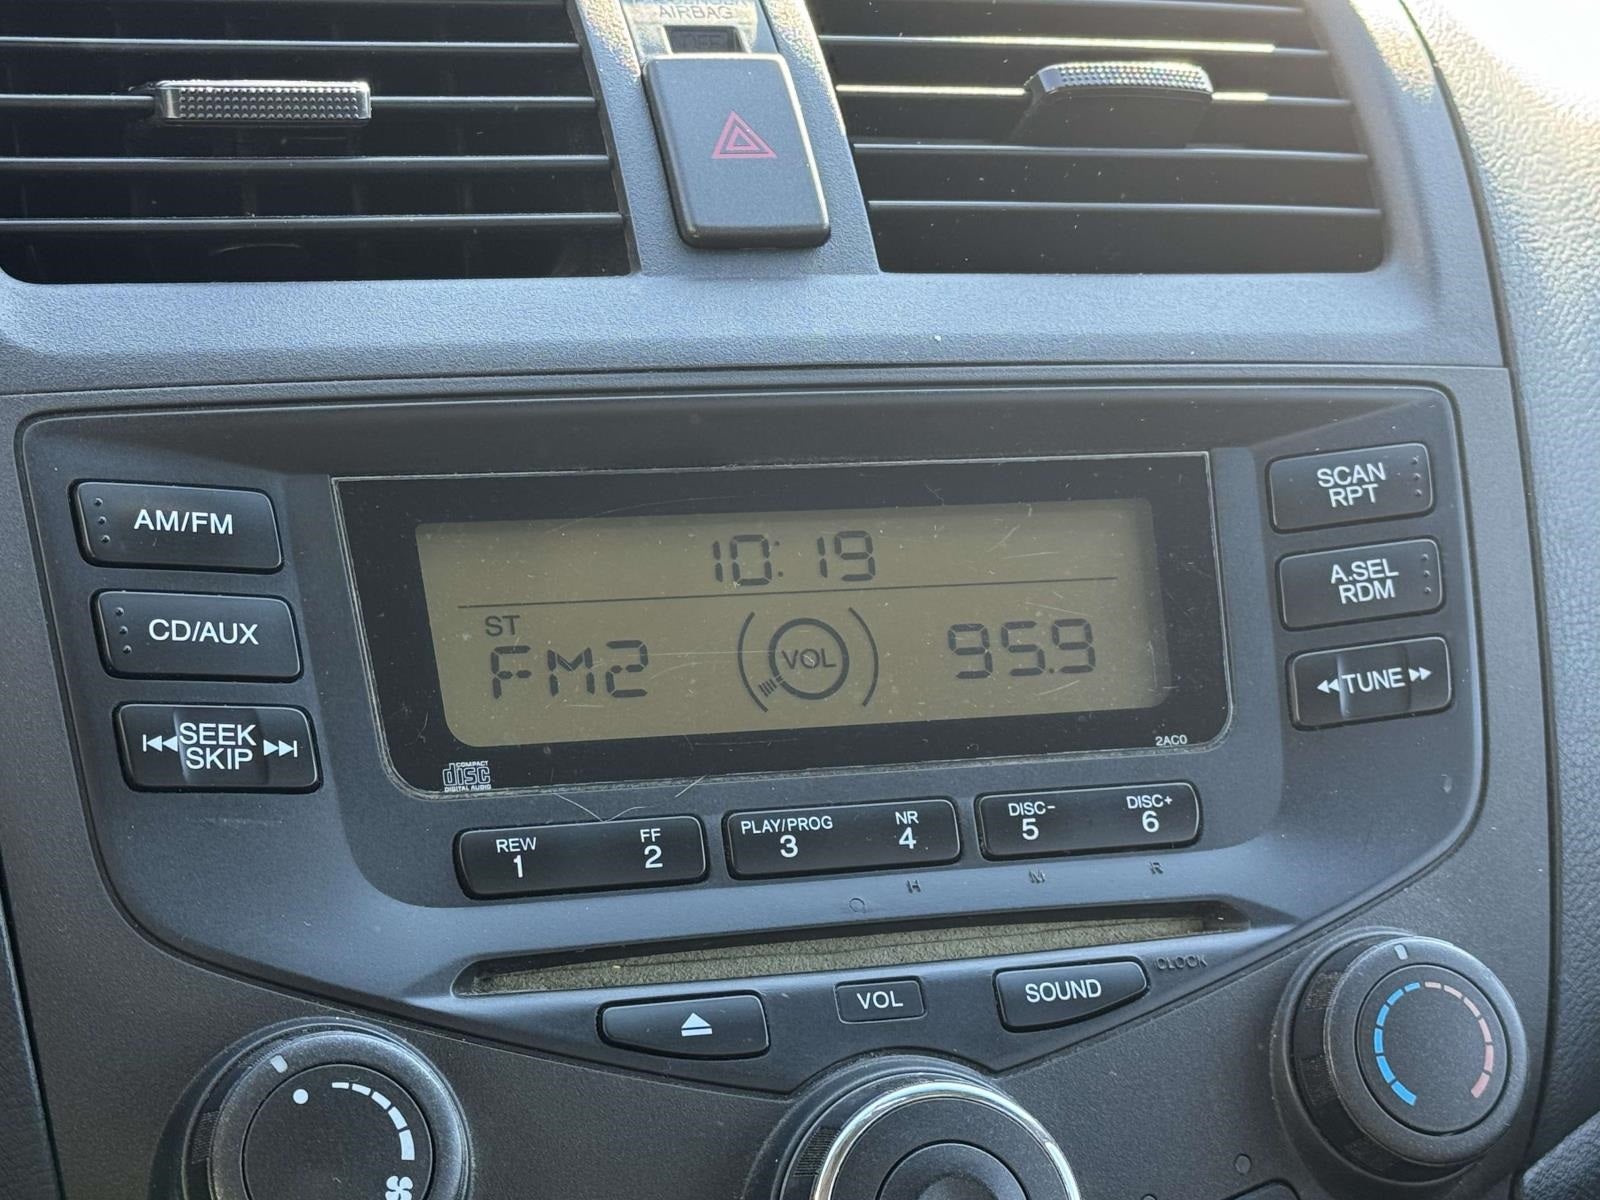 AIRBAG
OFF
10:19
ST
FM2
VOL
95.9
2AC0
COMPACT
disc
DIGITAL AUDIO
AM/FM
CD/AUX
SEEK
SKIP
SCAN
RPT
A.SEL
RDM
TUNE
REW
1
FF
2
PLAY/PROG
3
NR
4
DISC-
5
DISC+
6
H
M
R
VOL
SOUND
CLOCK